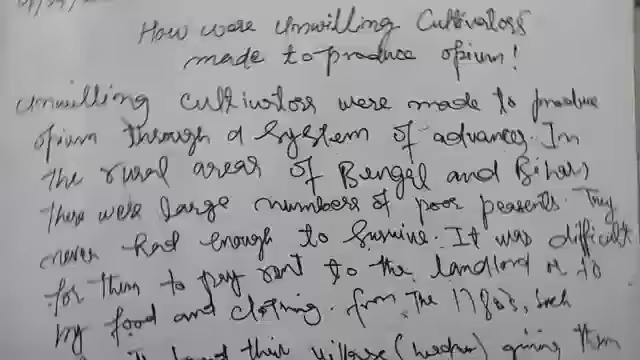 How were unwilling Cultivators
made to produce opium!
unwilling Cultivators were made to produce
opium through a System of advances. In
the rural areas of Bengal and Bihar,
there were large numbers of poor peasents. They
never had enough to Survive. It was difficult
for them to pay rent to the landlord or to
by food and clothing. from The 1780s, such
their village (headmen) giving them